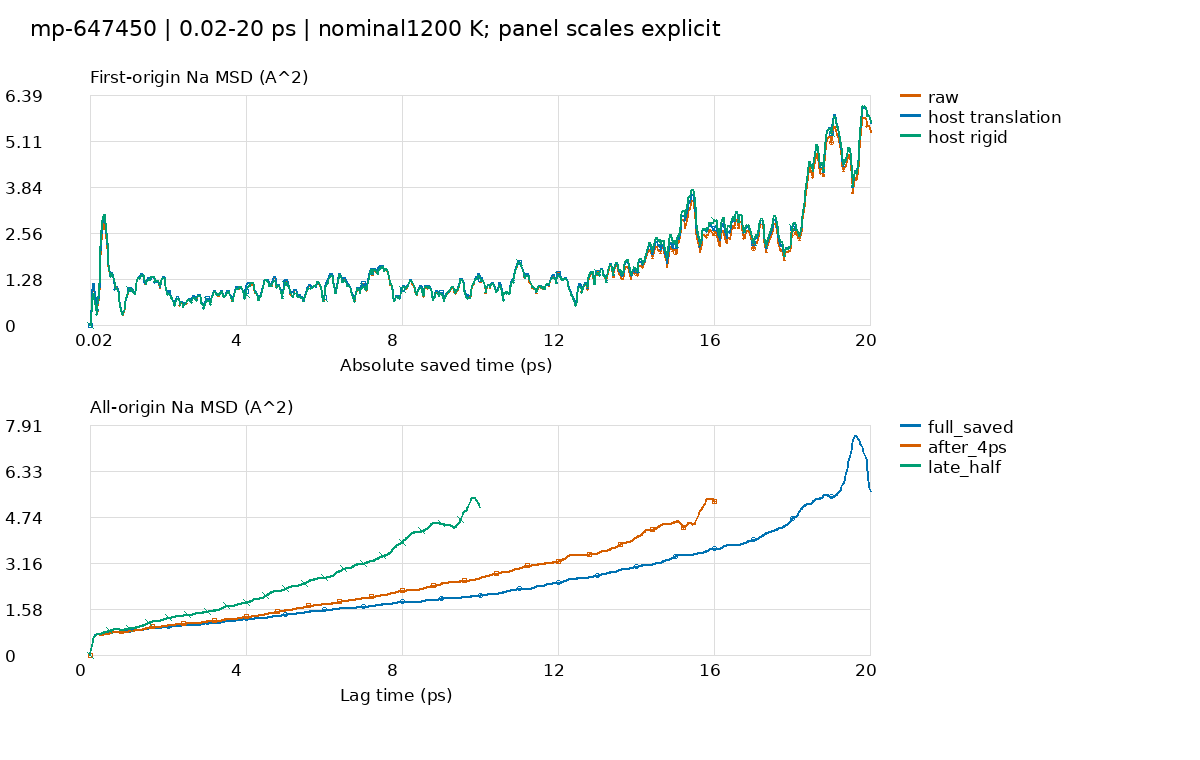 mp-647450 | 0.02-20 ps | nominal1200 K; panel scales explicit
First-origin Na MSD (A^2)
6.39
5.11
3.84
2.56
1.28
0
0.02
4
8
12
16
20
Absolute saved time (ps)
raw
host translation
host rigid
All-origin Na MSD (A^2)
7.91
6.33
4.74
3.16
1.58
0
0
4
8
12
16
20
Lag time (ps)
full_saved
after_4ps
late_half